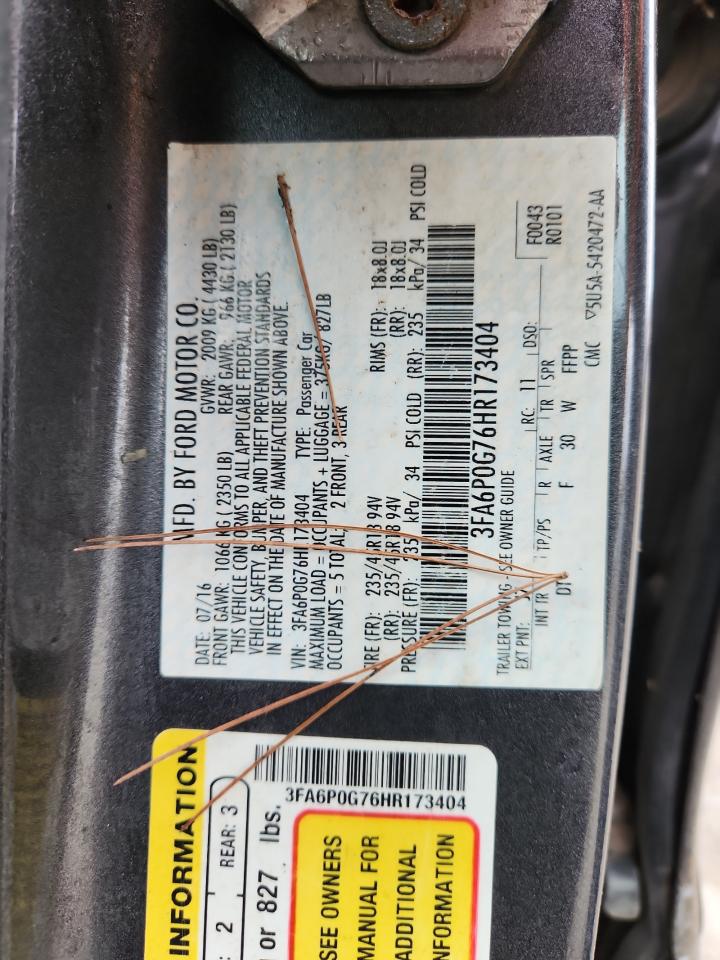 MFD. BY FORD MOTOR CO.
DATE: 07/16 GVWR: 2009 KG ( 4430 LB)
FRONT GAWR: 1066 KG ( 2350 LB) REAR GAWR: 966 KG ( 2130 LB)
THIS VEHICLE CONFORMS TO ALL APPLICABLE FEDERAL MOTOR
VEHICLE SAFETY, BUMPER, AND THEFT PREVENTION STANDARDS
IN EFFECT ON THE DATE OF MANUFACTURE SHOWN ABOVE.
VIN: 3FA6P0G76HR173404 TYPE: Passenger Car
MAXIMUM LOAD = OCCUPANTS + LUGGAGE = 375KG/ 827LB
OCCUPANTS = 5 TOTAL, 2 FRONT, 3 REAR
TIRE (FR): 235/45R18 94V RIMS (FR): 18x8.0J
(RR): 235/45R18 94V (RR): 18x8.0J
PRESSURE (FR): 235 kPa/ 34 PSI COLD (RR): 235 kPa/ 34 PSI COLD
3FA6P0G76HR173404
TRAILER TOWING - SEE OWNER GUIDE
EXT PNT: RC: 11 DSO: F0043
R0101
INT TR TP/PS R AXLE TR SPR
F 30 W FFPP
CMC ▽5U5A-5420472-AA
INFORMATION
: 2 REAR: 3
or 827 lbs.
3FA6P0G76HR173404
SEE OWNERS
MANUAL FOR
ADDITIONAL
INFORMATION